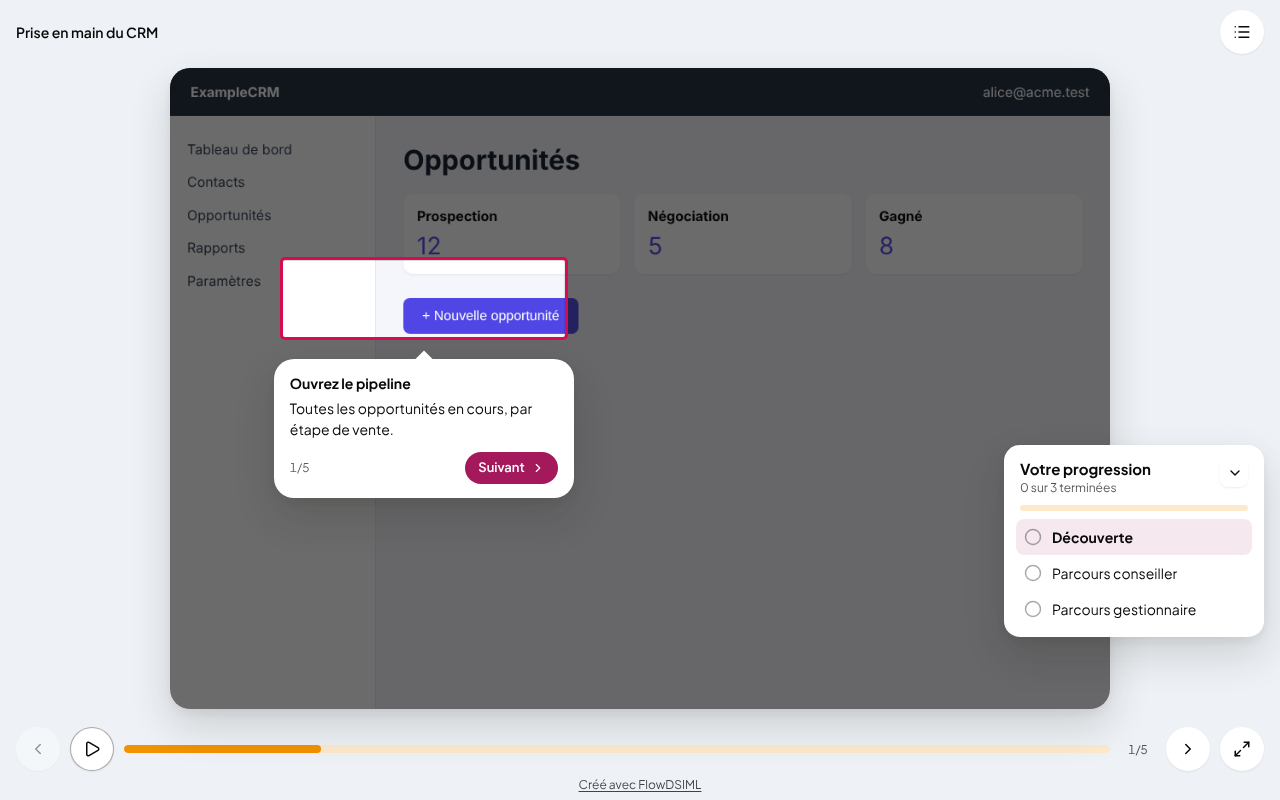 Prise en main du CRM
ExampleCRM
alice@acme.test
Tableau de bord
Contacts
Opportunités
Rapports
Paramètres
Opportunités
Prospection
12
Négociation
5
Gagné
8
+ Nouvelle opportunité
Ouvrez le pipeline
Toutes les opportunités en cours, par
étape de vente.
1/5
Suivant
Votre progression
0 sur 3 terminées
Découverte
Parcours conseiller
Parcours gestionnaire
1/5
Créé avec FlowDSIML